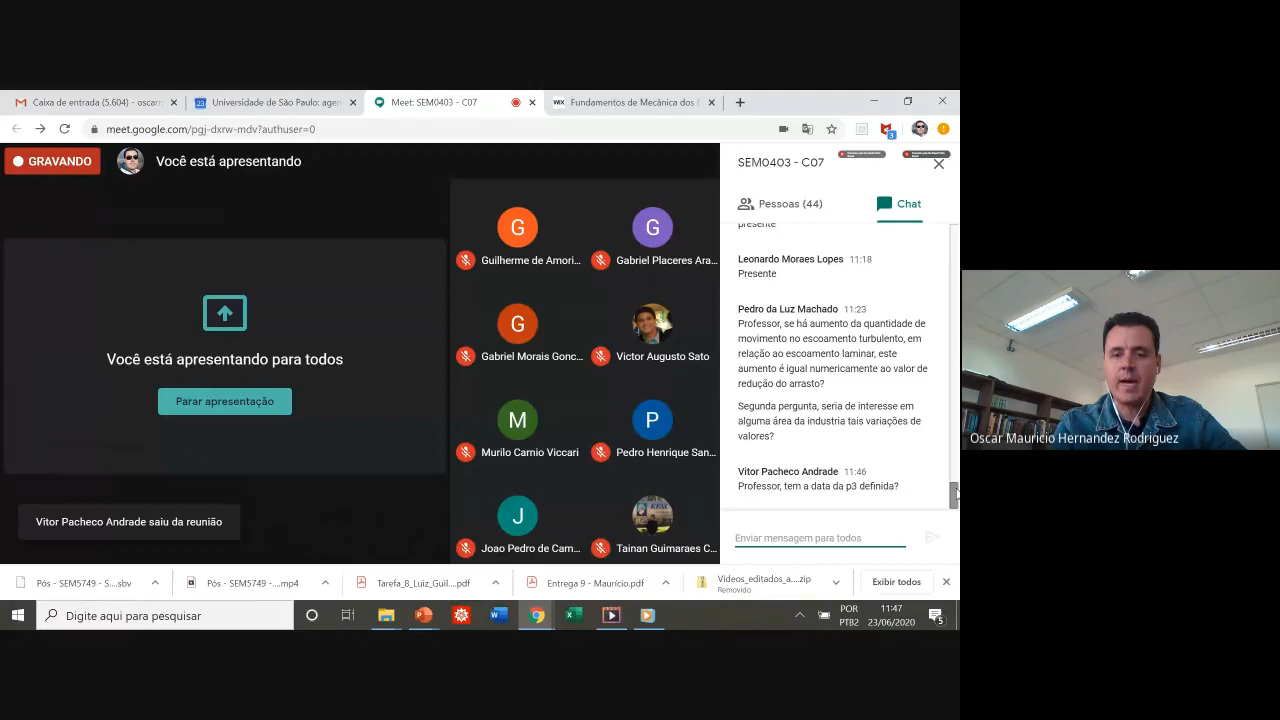 Caixa de entrada (5.604) - oscarr
Universidade de São Paulo: agen
Meet: SEM0403 - C07
WIX Fundamentos de Mecânica dos
meet.google.com/pgj-dxrw-mdv?authuser=0
3
GRAVANDO
Você está apresentando
SEM0403 - C07
Pessoas (44)
Chat
presente
Leonardo Moraes Lopes 11:18
Presente
Pedro da Luz Machado 11:23
Professor, se há aumento da quantidade de
movimento no escoamento turbulento, em
relação ao escoamento laminar, este
aumento é igual numericamente ao valor de
redução do arrasto?
Segunda pergunta, seria de interesse em
alguma área da industria tais variações de
valores?
Vitor Pacheco Andrade 11:46
Professor, tem a data da p3 definida?
Enviar mensagem para todos
Você está apresentando para todos
Parar apresentação
Vitor Pacheco Andrade saiu da reunião
G
Guilherme de Amori...
G
Gabriel Placeres Ara...
G
Gabriel Morais Gonc...
Victor Augusto Sato
M
Murilo Carnio Viccari
P
Pedro Henrique San...
J
Joao Pedro de Cam...
Tainan Guimaraes C...
Oscar Mauricio Hernandez Rodriguez
Pós - SEM5749 - S....sbv
Pós - SEM5749 -....mp4
Tarefa_8_Luiz_Guil....pdf
Entrega 9 - Maurício.pdf
Videos_editados_a....zip
Removido
Exibir todos
Digite aqui para pesquisar
POR
PTB2
11:47
23/06/2020
5